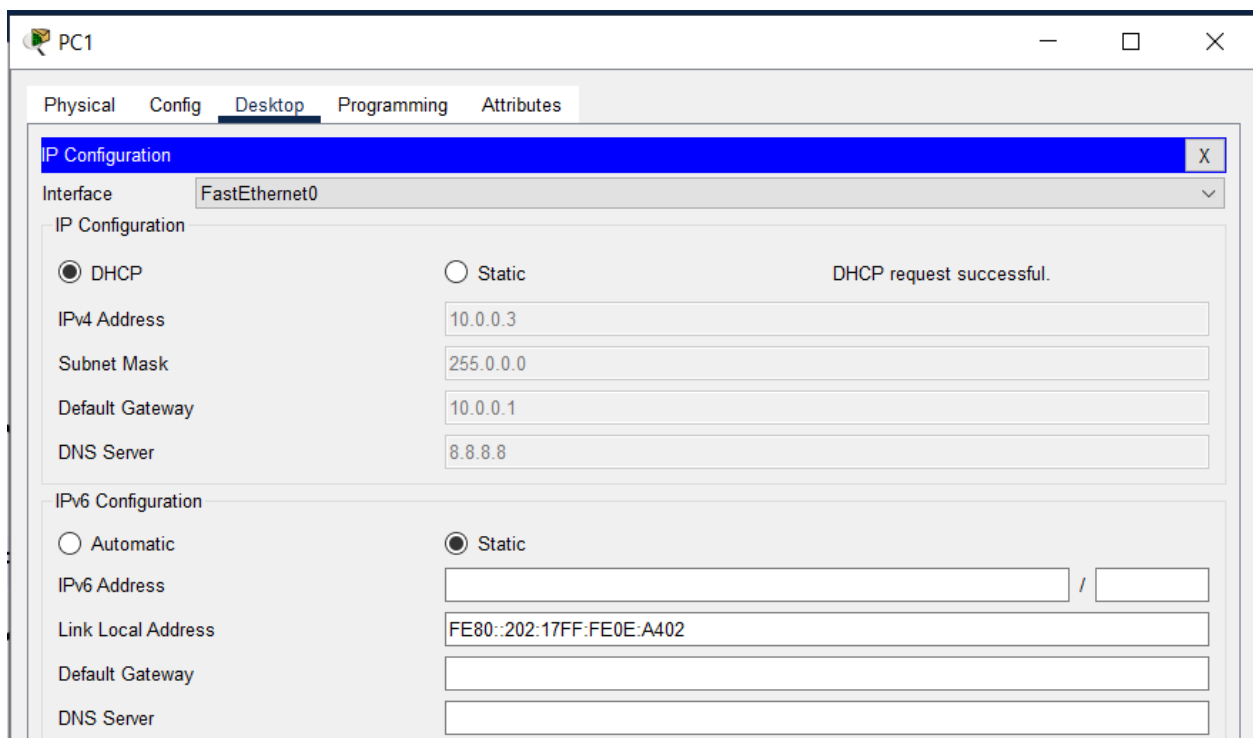 PC1
Physical Config Desktop Programming Attributes
IP Configuration X
Interface FastEthernet0
IP Configuration
DHCP Static DHCP request successful.
IPv4 Address 10.0.0.3
Subnet Mask 255.0.0.0
Default Gateway 10.0.0.1
DNS Server 8.8.8.8
IPv6 Configuration
Automatic Static
IPv6 Address /
Link Local Address FE80::202:17FF:FE0E:A402
Default Gateway
DNS Server